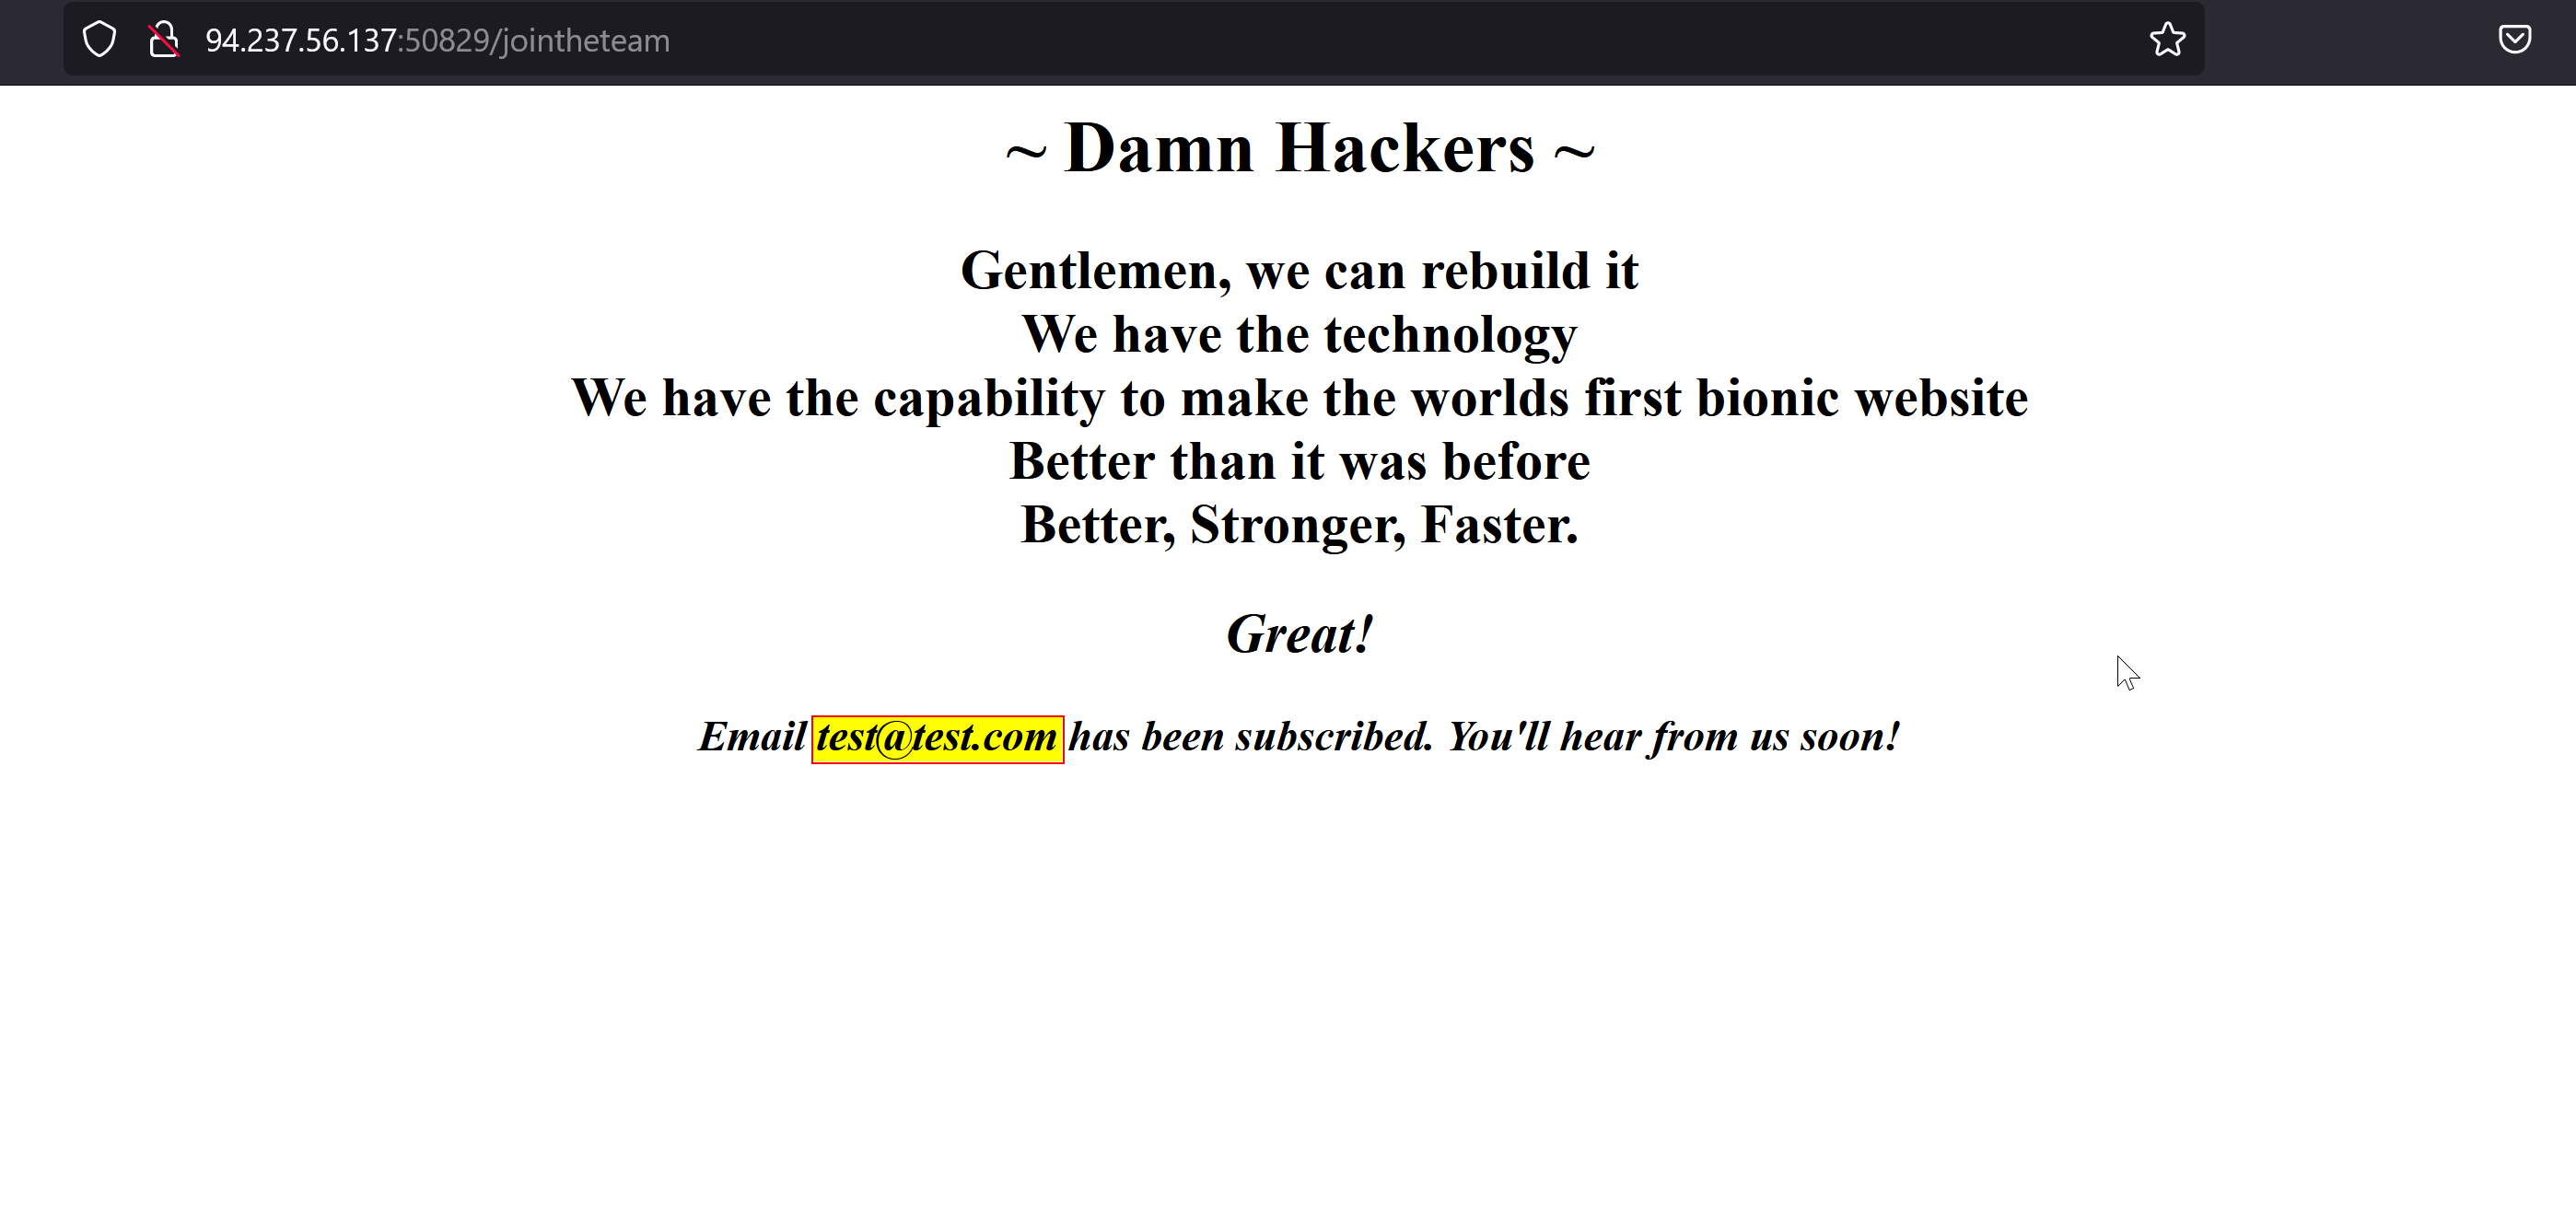 94.237.56.137:50829/jointheteam
~ Damn Hackers ~
Gentlemen, we can rebuild it
We have the technology
We have the capability to make the worlds first bionic website
Better than it was before
Better, Stronger, Faster.
Great!
Email test@test.com has been subscribed. You'll hear from us soon!